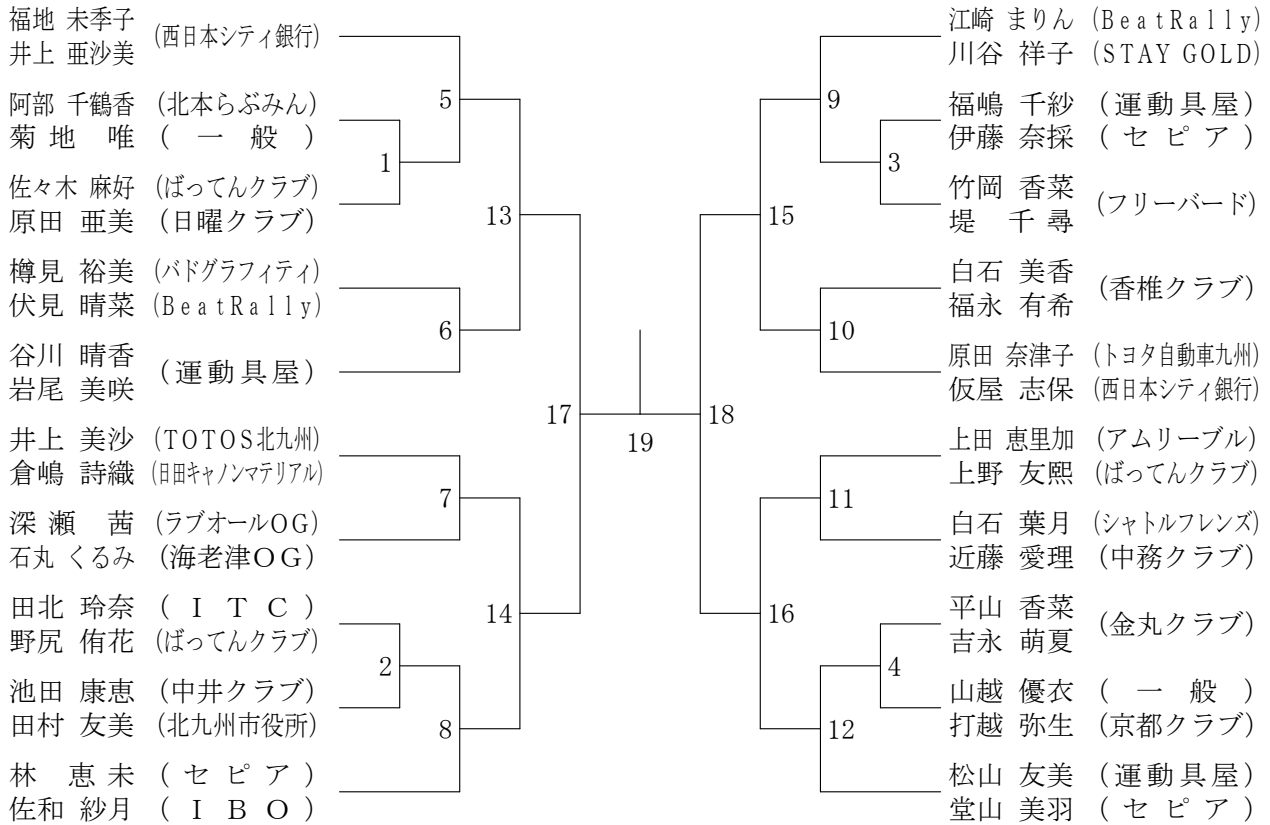 福地 未季子 (西日本シティ銀行)
井上 亜沙美
阿部 千鶴香 (北本らぶみん)
菊地 唯 (一般)
佐々木 麻好 (ばってんクラブ)
原田 亜美 (日曜クラブ)
樽見 裕美 (バドグラフィティ)
伏見 晴菜 (BeatRally)
谷川 晴香 (運動具屋)
岩尾 美咲
井上 美沙 (TOTOS北九州)
倉嶋 詩織 (日田キャノンマテリアル)
深瀬 茜 (ラブオールOG)
石丸 くるみ (海老津OG)
田北 玲奈 (ITC)
野尻 侑花 (ばってんクラブ)
池田 康恵 (中井クラブ)
田村 友美 (北九州市役所)
林 恵未 (セピア)
佐和 紗月 (IBO)
5
1
13
6
17
7
14
2
8
19
9
3
15
10
18
11
16
4
12
江崎 まりん (BeatRally)
川谷 祥子 (STAY GOLD)
福嶋 千紗 (運動具屋)
伊藤 奈採 (セピア)
竹岡 香菜 (フリーバード)
堤 千尋
白石 美香 (香椎クラブ)
福永 有希
原田 奈津子 (トヨタ自動車九州)
仮屋 志保 (西日本シティ銀行)
上田 恵里加 (アムリーブル)
上野 友熙 (ばってんクラブ)
白石 葉月 (シャトルフレンズ)
近藤 愛理 (中務クラブ)
平山 香菜 (金丸クラブ)
吉永 萌夏
山越 優衣 (一般)
打越 弥生 (京都クラブ)
松山 友美 (運動具屋)
堂山 美羽 (セピア)